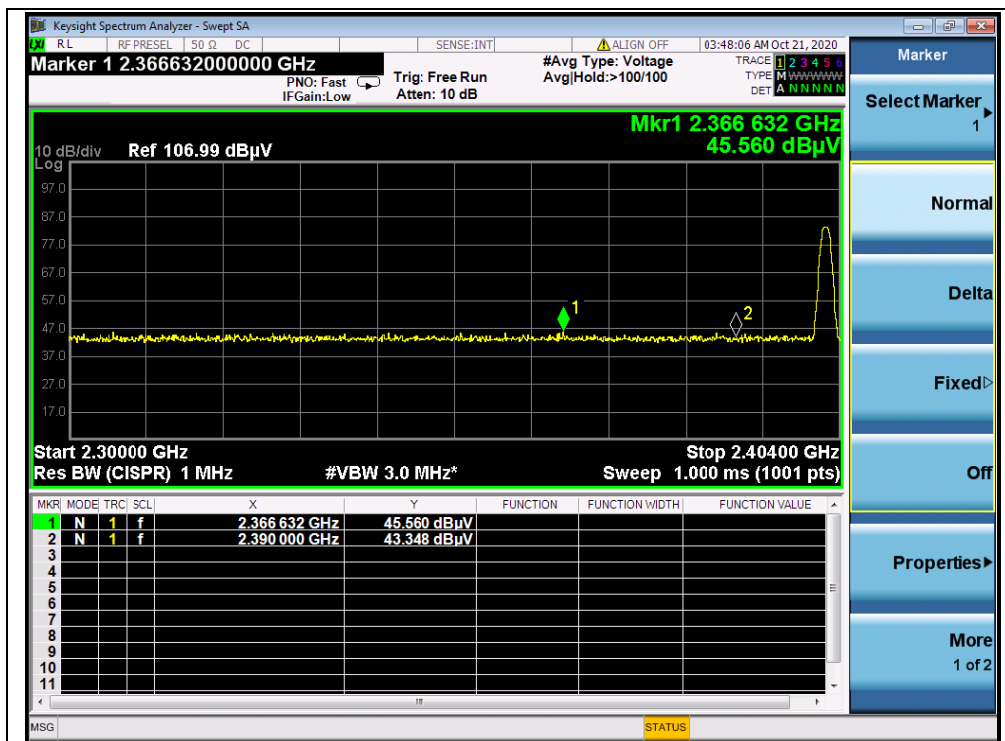 Keysight Spectrum Analyzer - Swept SA
LXI RL RF PRESEL 50 Ω DC SENSE:INT ALIGN OFF 03:48:06 AM Oct 21, 2020
Marker 1 2.366632000000 GHz
PNO: Fast
IFGain:Low
Trig: Free Run
Atten: 10 dB
#Avg Type: Voltage
Avg|Hold:>100/100
TRACE 1 2 3 4 5 6
TYPE M WWWWW
DET A N N N N N
Mkr1 2.366 632 GHz
45.560 dBµV
10 dB/div Ref 106.99 dBµV
Log
97.0
87.0
77.0
67.0
57.0
47.0
37.0
27.0
17.0
1
2
Start 2.30000 GHz Stop 2.40400 GHz
Res BW (CISPR) 1 MHz #VBW 3.0 MHz* Sweep 1.000 ms (1001 pts)
MKR MODE TRC SCL X Y FUNCTION FUNCTION WIDTH FUNCTION VALUE
1 N 1 f 2.366 632 GHz 45.560 dBµV
2 N 1 f 2.390 000 GHz 43.348 dBµV
3
4
5
6
7
8
9
10
11
MSG STATUS
Marker
Select Marker
1
Normal
Delta
Fixed
Off
Properties
More
1 of 2